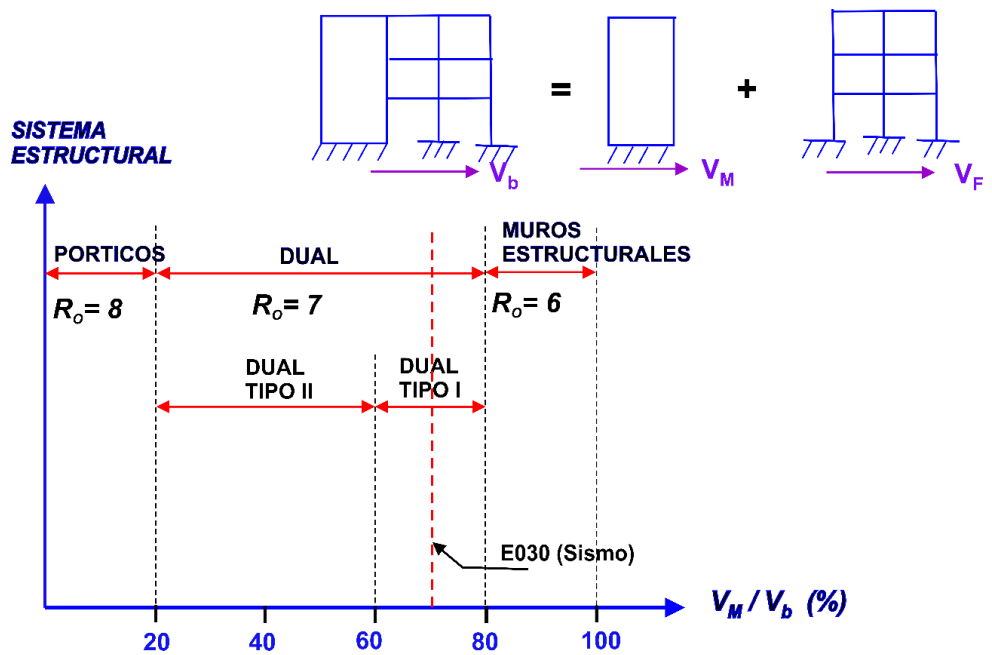 =
+
V_b
V_M
V_F
SISTEMA
ESTRUCTURAL
PORTICOS
DUAL
MUROS
ESTRUCTURALES
R_o= 8
R_o= 7
R_o= 6
DUAL
TIPO II
DUAL
TIPO I
E030 (Sismo)
V_M / V_b (%)
20
40
60
80
100